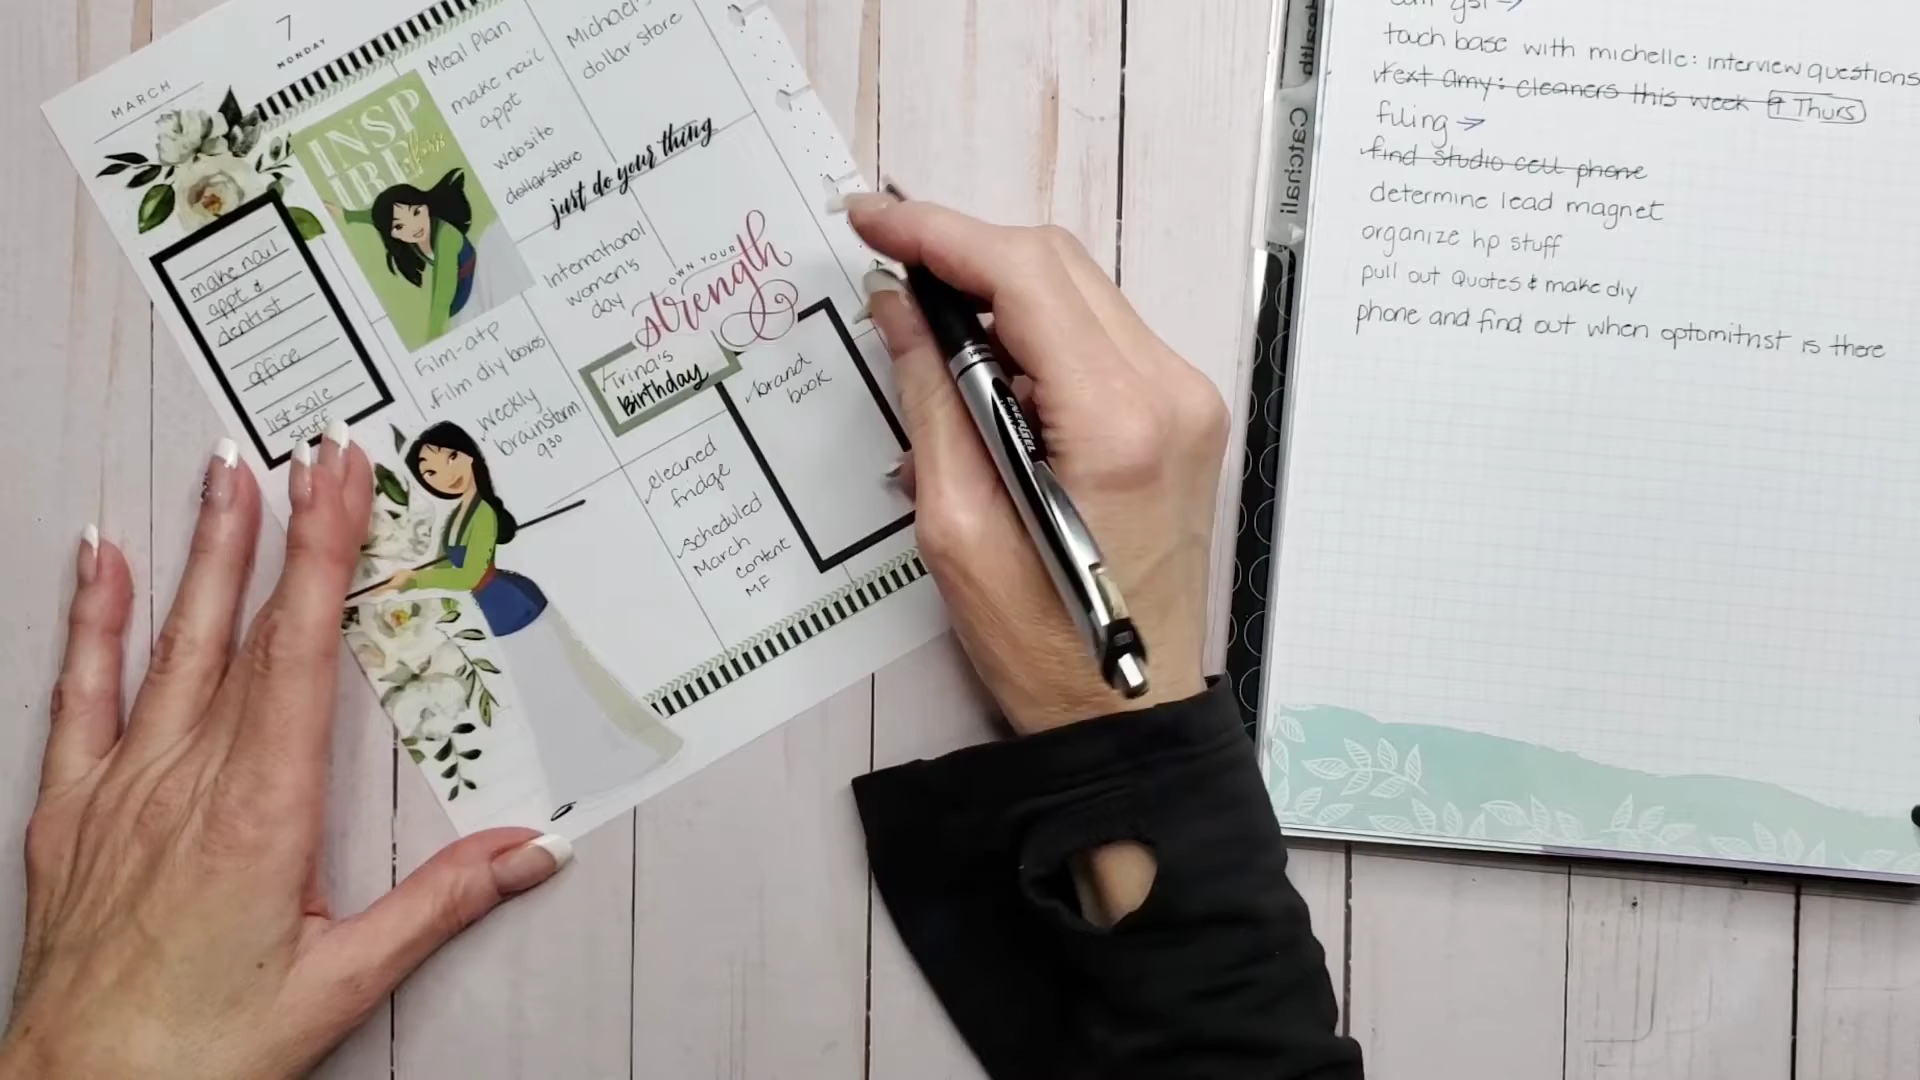 MARCH
7
MONDAY
make nail
appt &
dentist
office
list sale
stuff
INSP
IRE
Meal Plan
make nail
appt
website
dollar store
Michael's
dollar store
just do your thing
Film-atp
Film diy boxes
weekly
brainstorm
930
International
women's
day
OWN YOUR
strength
Irina's
Birthday
cleaned
fridge
scheduled
March
content
MF
brand
book
ENERGEL
Catchall
touch base with michelle: interview questions
text amy: cleaners this week
Thurs
filing →
find studio cell phone
determine lead magnet
organize hp stuff
pull out Quotes & make diy
phone and find out when optomitrist is there